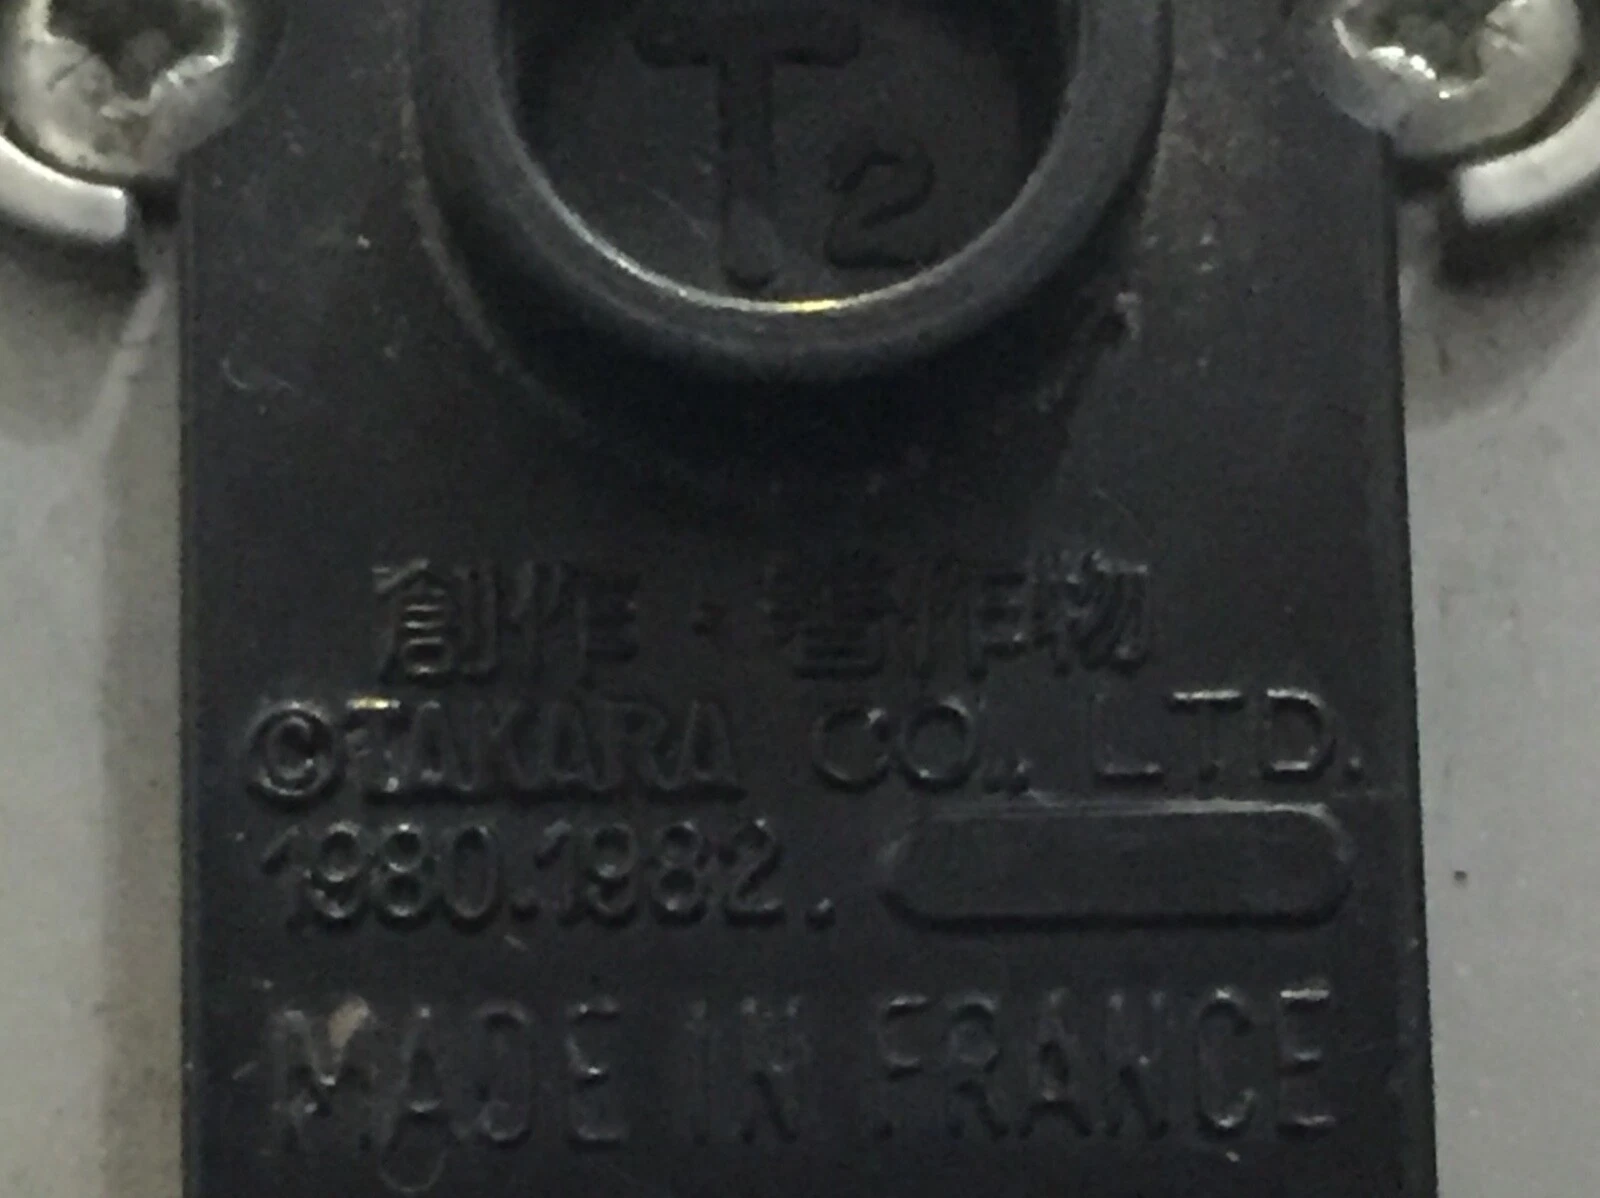 T2
創作・著作物
©TAKARA CO., LTD.
1980.1982.
MADE IN FRANCE